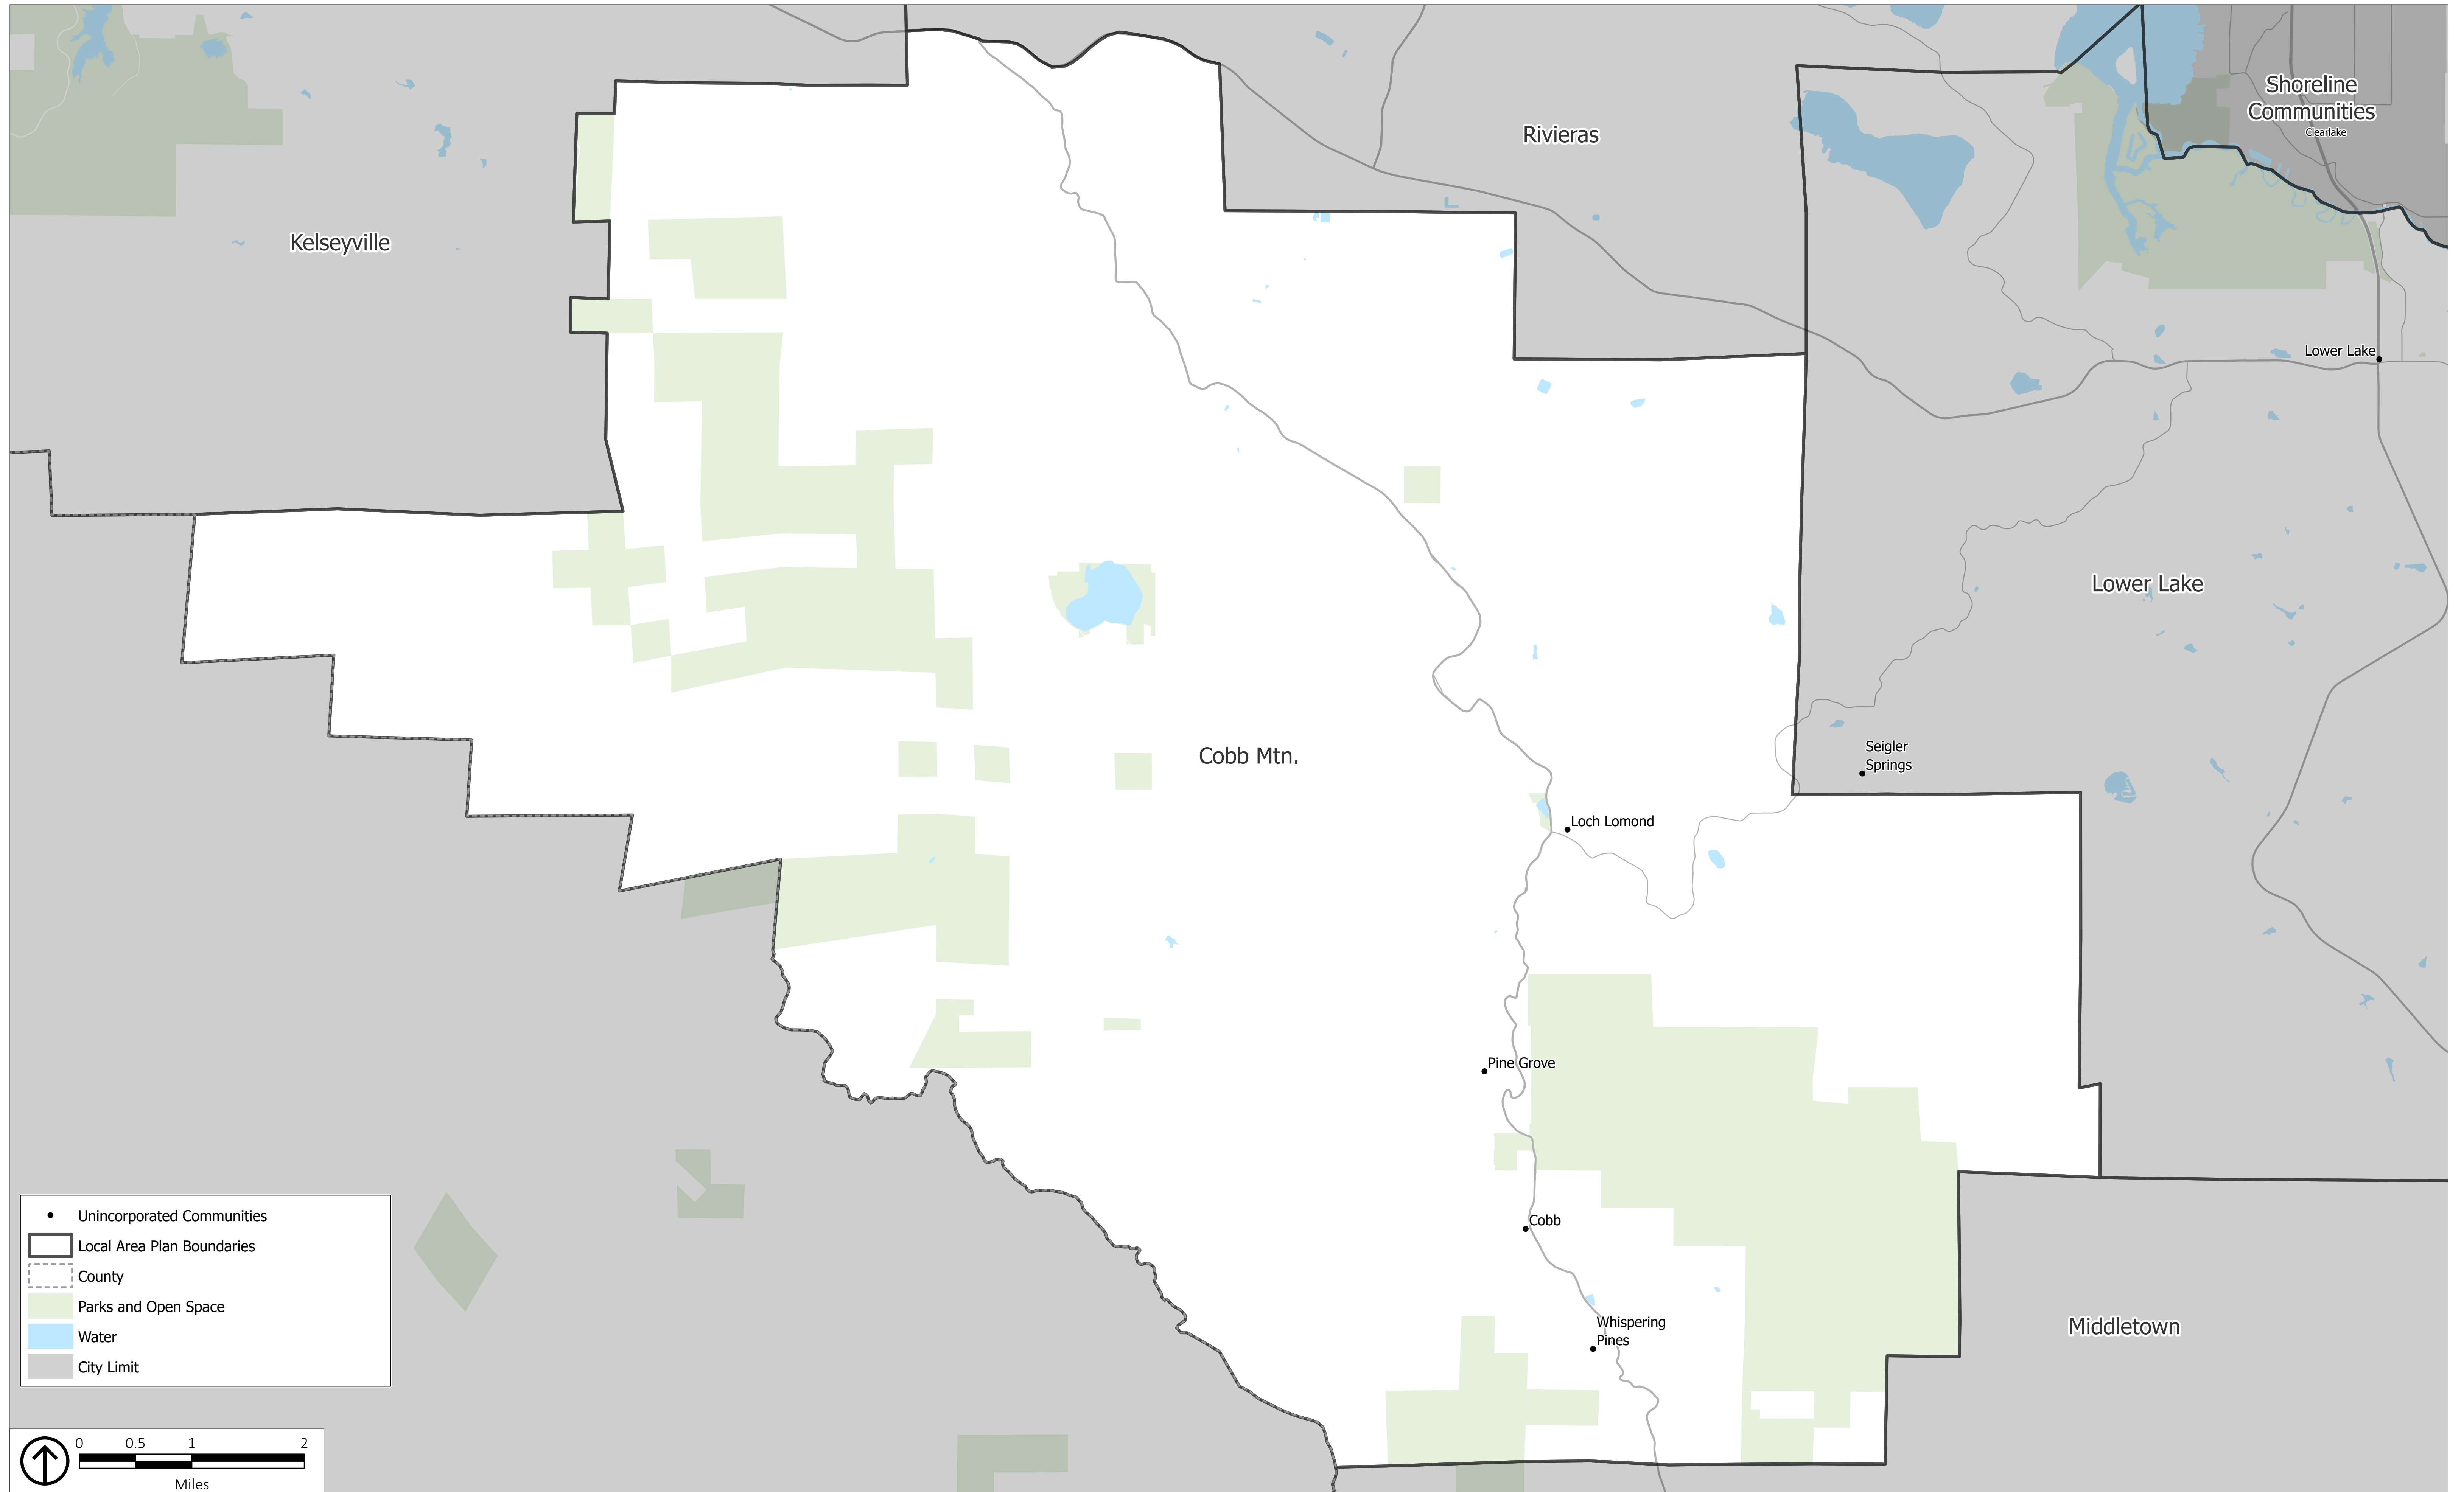 Shoreline
Communities
Clearlake
Rivieras
Kelseyville
Lower Lake
Lower Lake
Seigler
Springs
Cobb Mtn.
Loch Lomond
Pine Grove
Cobb
Whispering
Pines
Middletown
Unincorporated Communities
Local Area Plan Boundaries
County
Parks and Open Space
Water
City Limit
0 0.5 1 2
Miles